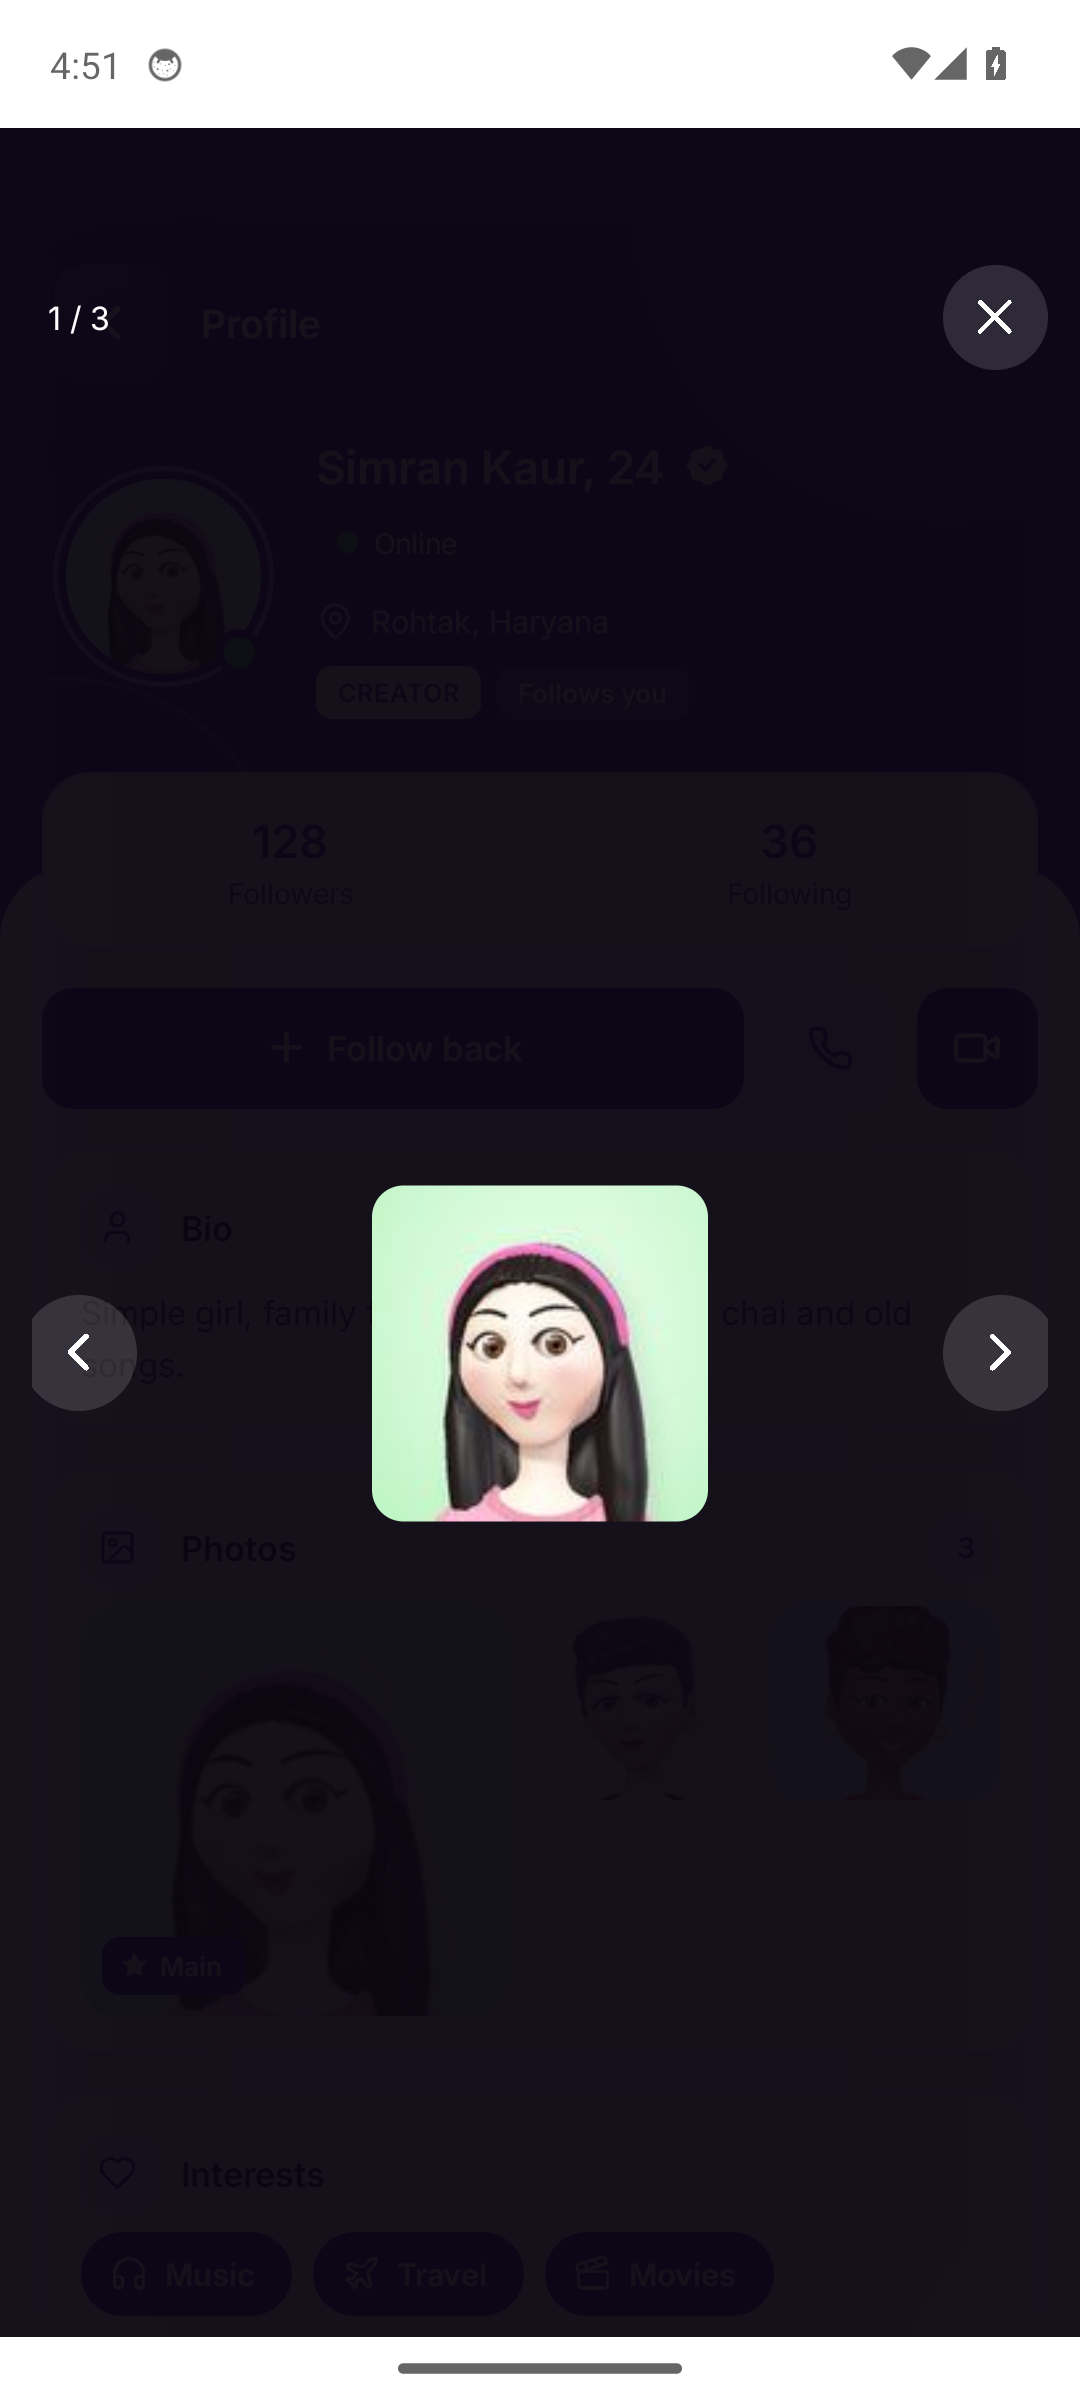 4:51
1 / 3
Profile
Simran Kaur, 24
Online
Rohtak, Haryana
CREATOR
Follows you
128
36
Followers
Following
Follow back
Bio
Simple girl, family
chai and old
songs.
Photos
3
Main
Interests
Music
Travel
Movies